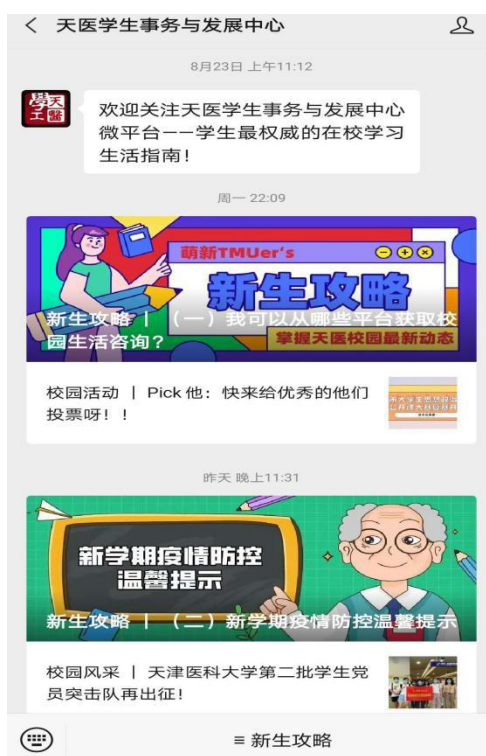 天医学生事务与发展中心
8月23日 上午11:12
學天
工醫
欢迎关注天医学生事务与发展中心
微平台——学生最权威的在校学习
生活指南!
周一 22:09
萌新TMUer's
新生攻略
掌握天医校园最新动态
新生攻略 | （一）我可以从哪些平台获取校
园生活咨询?
校园活动 | Pick 他：快来给优秀的他们
投票呀！！
昨天 晚上11:31
新学期疫情防控
温馨提示
新生攻略 | （二）新学期疫情防控温馨提示
校园风采 | 天津医科大学第二批学生党
员突击队再出征!
≡ 新生攻略